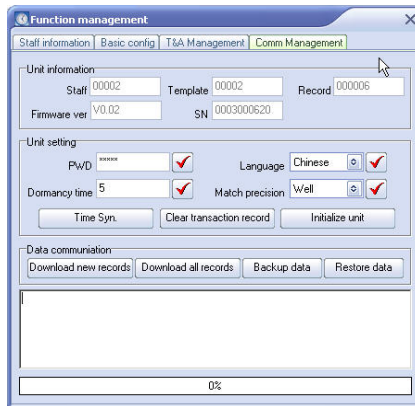 Function management
Staff information Basic config T&A Management Comm Management
Unit information
Staff 00002 Template 00002 Record 000006
Firmware ver V0.02 SN 0003000620
Unit setting
PWD ***** Language Chinese
Dormancy time 5 Match precision Well
Time Syn. Clear transaction record Initialize unit
Data communiation
Download new records Download all records Backup data Restore data
0%